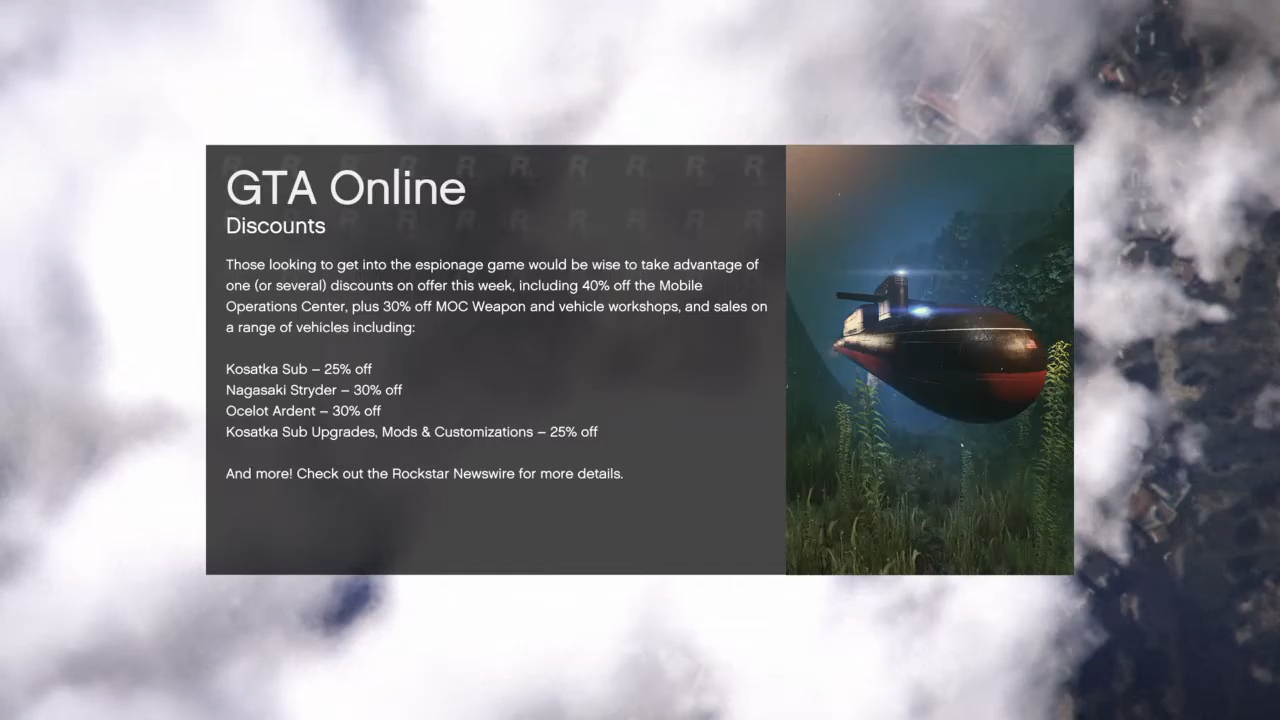 GTA Online
Discounts
Those looking to get into the espionage game would be wise to take advantage of
one (or several) discounts on offer this week, including 40% off the Mobile
Operations Center, plus 30% off MOC Weapon and vehicle workshops, and sales on
a range of vehicles including:
Kosatka Sub – 25% off
Nagasaki Stryder – 30% off
Ocelot Ardent – 30% off
Kosatka Sub Upgrades, Mods & Customizations – 25% off
And more! Check out the Rockstar Newswire for more details.